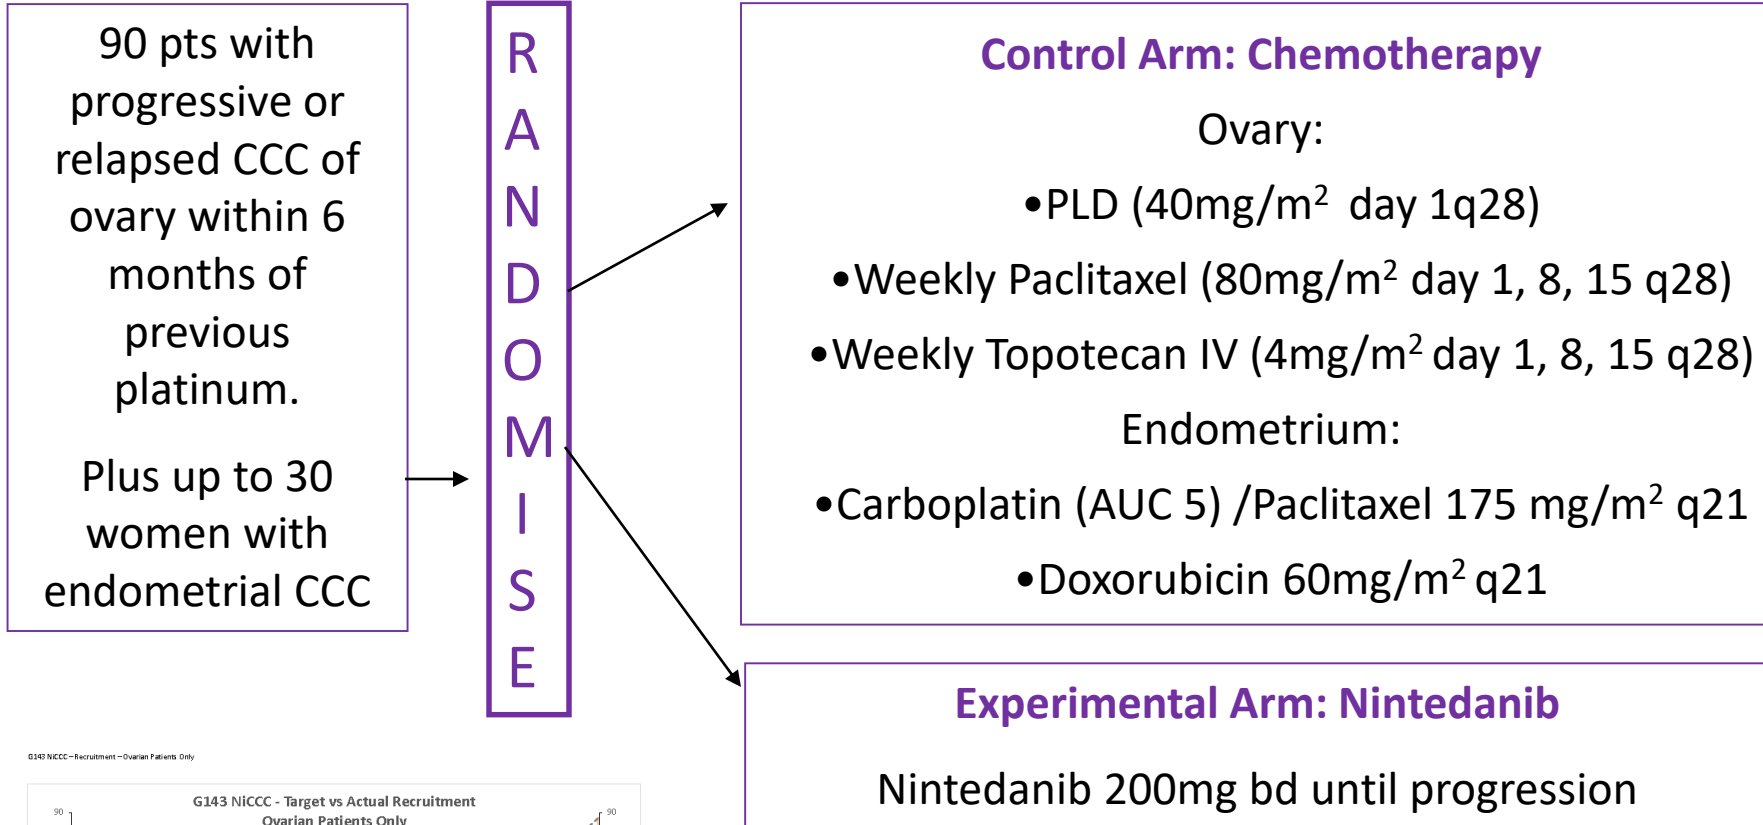 90 pts with
progressive or
relapsed CCC of
ovary within 6
months of
previous
platinum.
Plus up to 30
women with
endometrial CCC
R
A
N
D
O
M
I
S
E
Control Arm: Chemotherapy
Ovary:
•PLD (40mg/m² day 1q28)
•Weekly Paclitaxel (80mg/m² day 1, 8, 15 q28)
•Weekly Topotecan IV (4mg/m² day 1, 8, 15 q28)
Endometrium:
•Carboplatin (AUC 5) /Paclitaxel 175 mg/m² q21
•Doxorubicin 60mg/m² q21
Experimental Arm: Nintedanib
Nintedanib 200mg bd until progression
G143 NiCCC – Recruitment – Ovarian Patients Only
G143 NiCCC - Target vs Actual Recruitment
Ovarian Patients Only
90
90